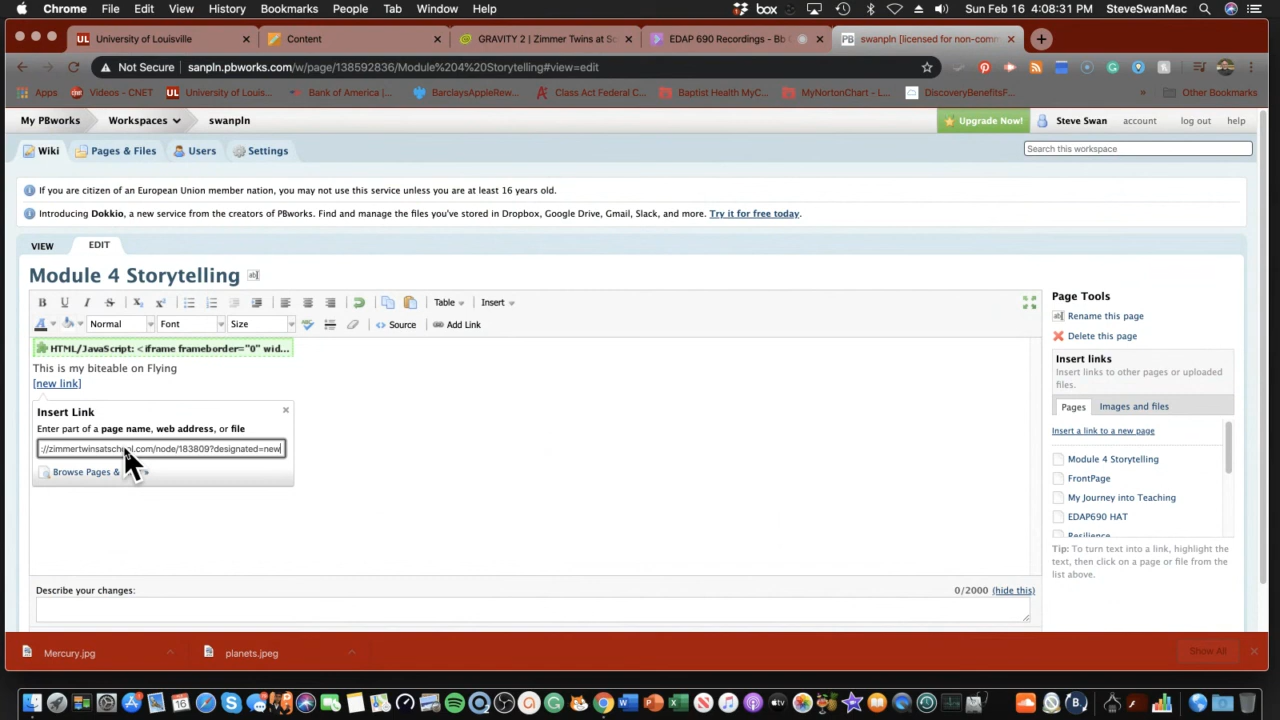 Chrome File Edit View History Bookmarks People Tab Window Help box Sun Feb 16 4:08:31 PM SteveSwanMac
UL University of Louisville Content GRAVITY 2 | Zimmer Twins at Sc EDAP 690 Recordings - Bb PB swanpln [licensed for non-comm
Not Secure sanpln.pbworks.com/w/page/138592836/Module%204%20Storytelling#view=edit
Apps Videos - CNET UL University of Louis... Bank of America |... BarclaysAppleRew... Class Act Federal C... Baptist Health MyC... MyNortonChart - L... DiscoveryBenefitsF... » Other Bookmarks
My PBworks Workspaces swanpln Upgrade Now! Steve Swan account log out help
Wiki Pages & Files Users Settings Search this workspace
If you are citizen of an European Union member nation, you may not use this service unless you are at least 16 years old.
Introducing Dokkio, a new service from the creators of PBworks. Find and manage the files you've stored in Dropbox, Google Drive, Gmail, Slack, and more. Try it for free today.
VIEW EDIT
Module 4 Storytelling
B U I S Table Insert
Normal Font Size Source Add Link
HTML/JavaScript: <iframe frameborder="0" wid...
This is my biteable on Flying
[new link]
Insert Link
Enter part of a page name, web address, or file
://zimmertwinsatschool.com/node/183809?designated=new
Browse Pages &
Describe your changes: 0/2000 (hide this)
Page Tools
Rename this page
Delete this page
Insert links
Insert links to other pages or uploaded
files.
Pages Images and files
Insert a link to a new page
Module 4 Storytelling
FrontPage
My Journey into Teaching
EDAP690 HAT
Resilience
Tip: To turn text into a link, highlight the
text, then click on a page or file from the
list above.
Mercury.jpg planets.jpeg Show All